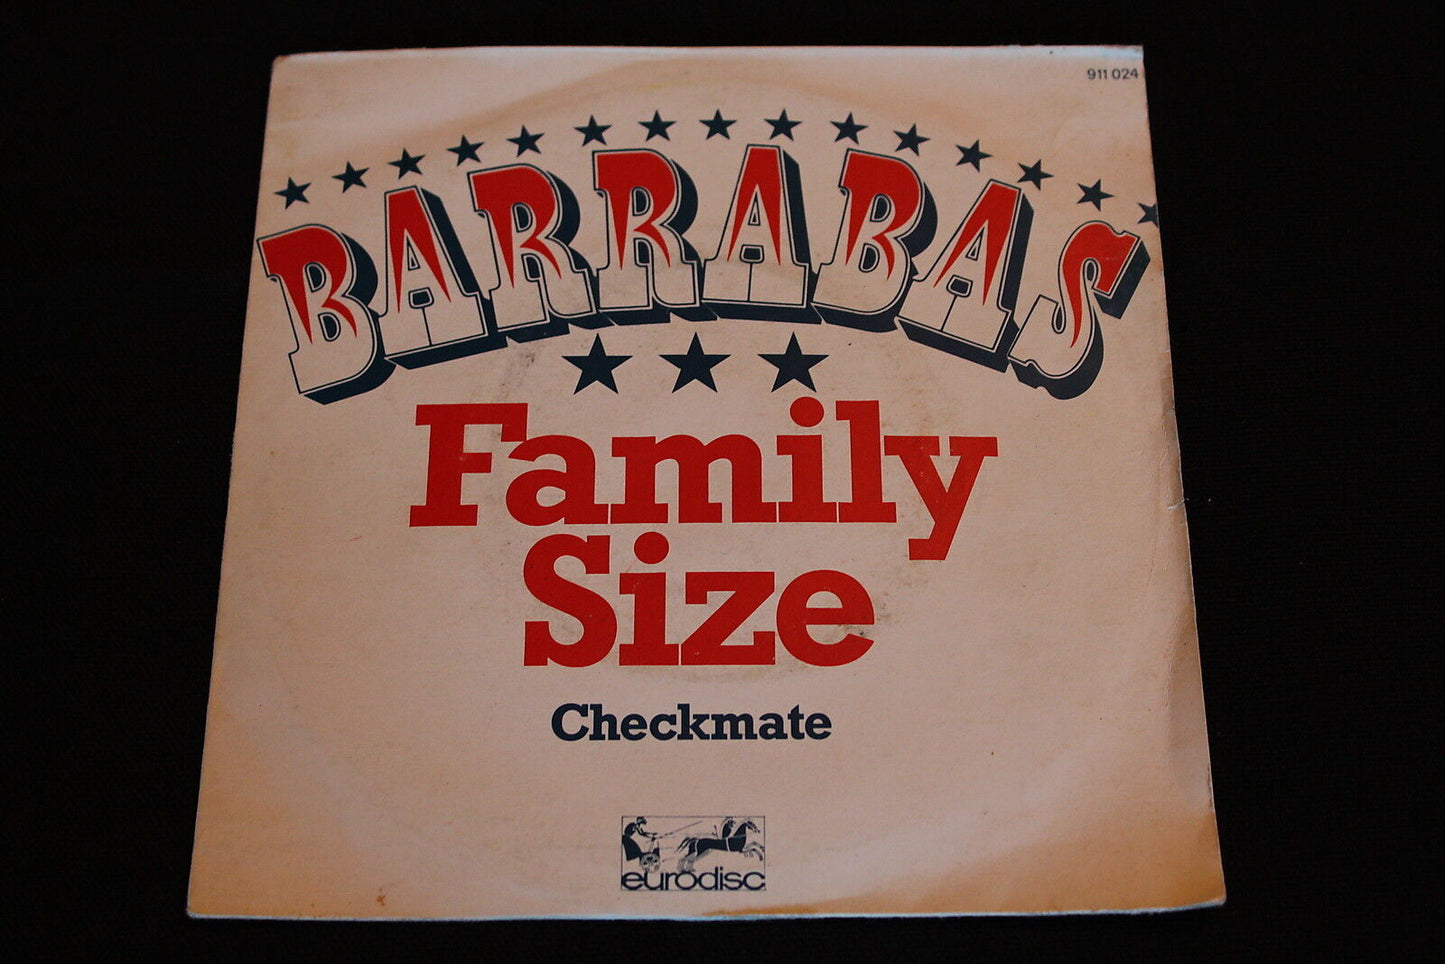 911 024
BARRABAS
Family
Size
Checkmate
eurodisc